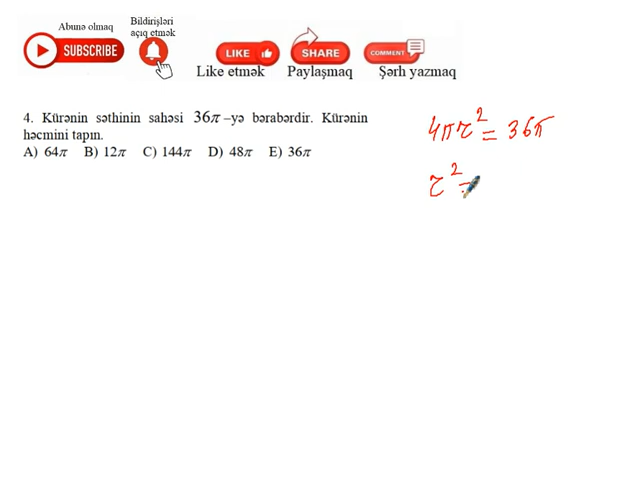 Abunə olmaq
SUBSCRIBE
Bildirişləri
açıq etmək
LIKE
Like etmək
SHARE
Paylaşmaq
COMMENT
Şərh yazmaq
4. Kürənin səthinin sahəsi 36π –yə bərabərdir. Kürənin
həcmini tapın.
A) 64π B) 12π C) 144π D) 48π E) 36π
4πr² = 36π
r² =